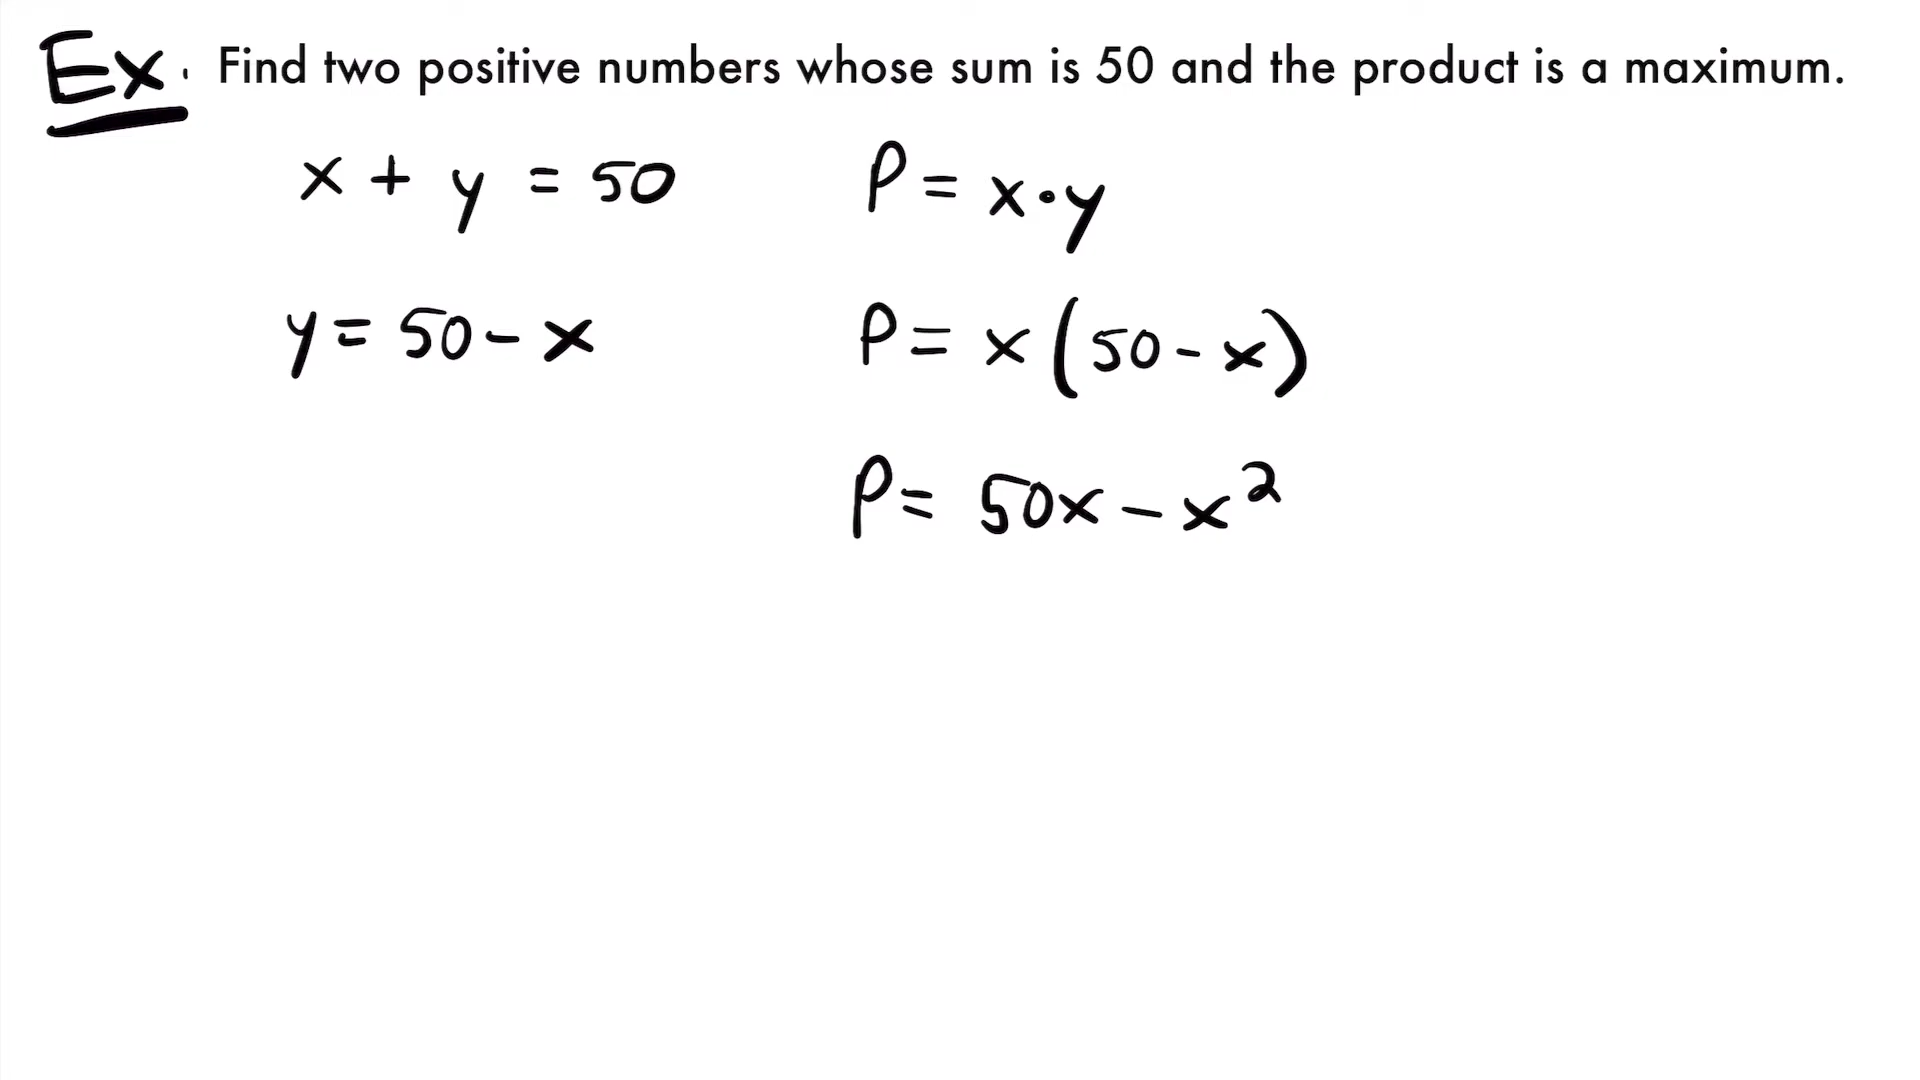 Ex. Find two positive numbers whose sum is 50 and the product is a maximum.
x + y = 50
P = x·y
y = 50 - x
P = x(50 - x)
P = 50x - x²